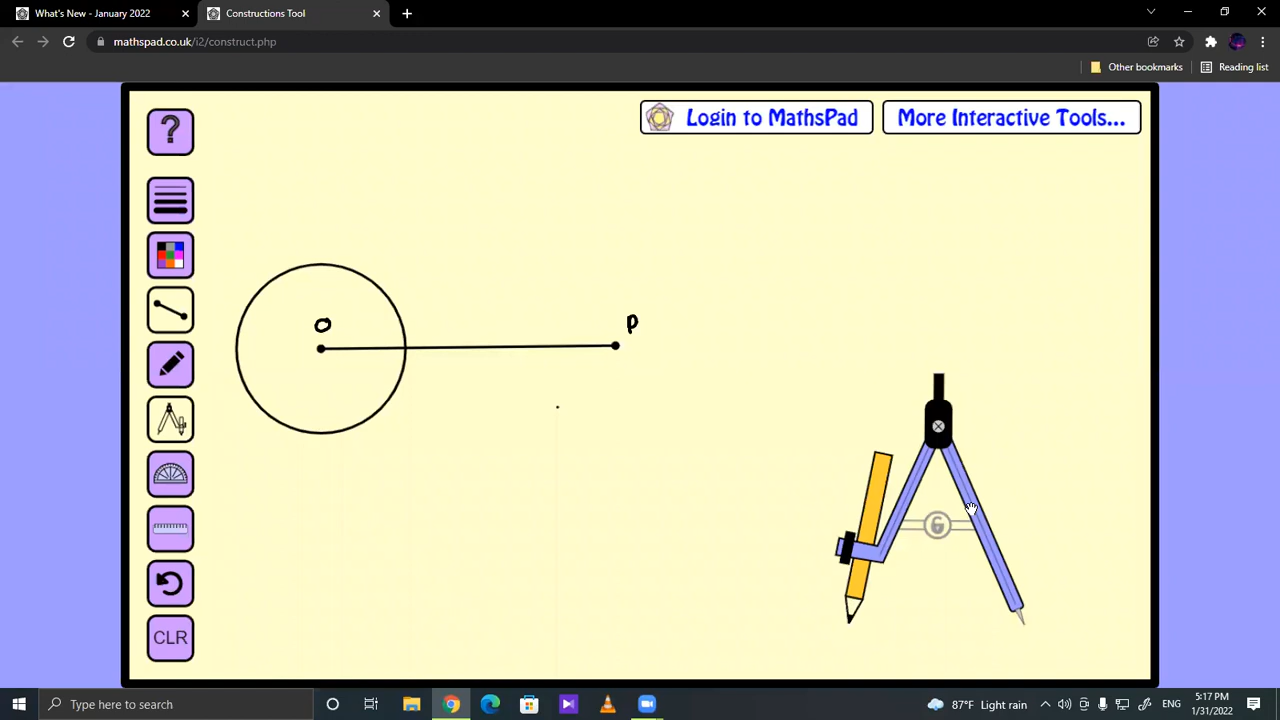 What's New - January 2022
Constructions Tool
mathspad.co.uk/i2/construct.php
Other bookmarks
Reading list
?
Login to MathsPad
More Interactive Tools...
O
P
CLR
Type here to search
87°F Light rain
ENG
5:17 PM
1/31/2022